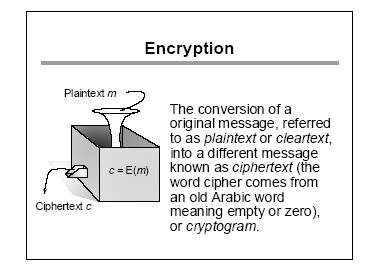 Encryption
Plaintext m
c = E(m)
Ciphertext c
The conversion of a
original message, referred
to as plaintext or cleartext,
into a different message
known as ciphertext (the
word cipher comes from
an old Arabic word
meaning empty or zero),
or cryptogram.